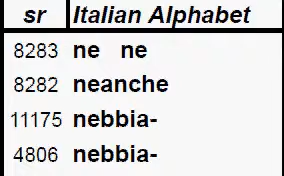 sr Italian Alphabet
8283 ne ne
8282 neanche
11175 nebbia-
4806 nebbia-